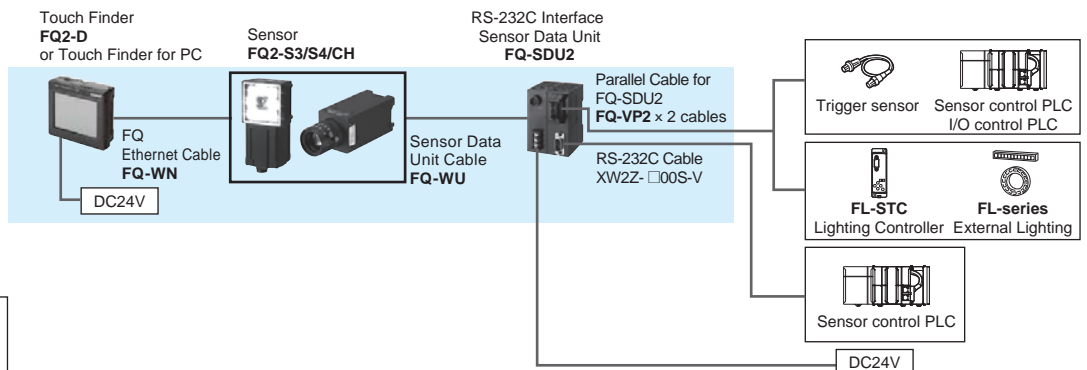 Touch Finder
FQ2-D
or Touch Finder for PC
Sensor
FQ2-S3/S4/CH
RS-232C Interface
Sensor Data Unit
FQ-SDU2
FQ
Ethernet Cable
FQ-WN
DC24V
Sensor Data
Unit Cable
FQ-WU
Parallel Cable for
FQ-SDU2
FQ-VP2 × 2 cables
RS-232C Cable
XW2Z- □00S-V
Trigger sensor
Sensor control PLC
I/O control PLC
FL-STC
Lighting Controller
FL-series
External Lighting
Sensor control PLC
DC24V